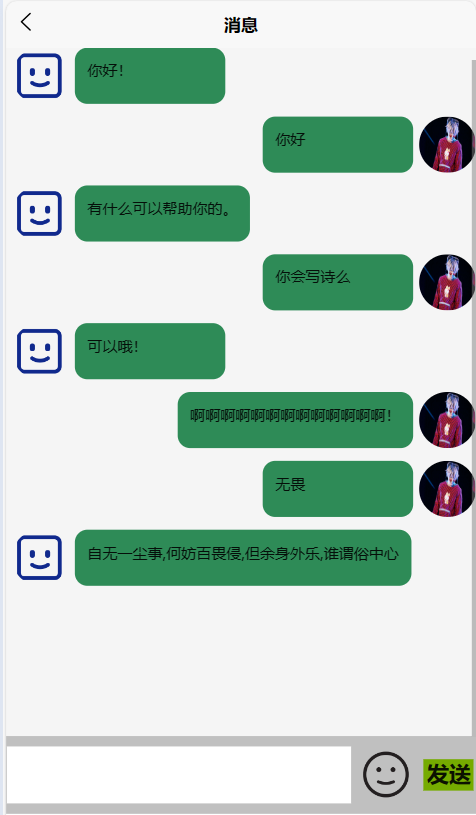 消息
你好！
你好
有什么可以帮助你的。
你会写诗么
可以哦！
啊啊啊啊啊啊啊啊啊啊啊啊啊！
无畏
自无一尘事,何妨百畏侵,但余身外乐,谁谓俗中心
发送